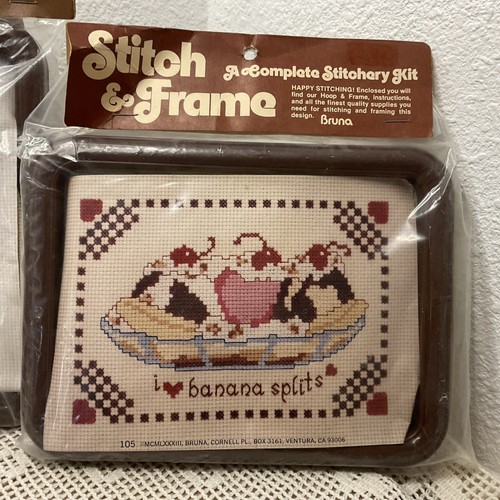 Stitch
& Frame
A Complete Stitchery Kit
HAPPY STITCHING! Enclosed you will
find our Hoop & Frame, instructions,
and all the finest quality supplies you
need for stitching and framing this
design. Bruna
i ♥ banana splits
105 ©MCMLXXXIII, BRUNA, CORNELL PL., BOX 3161, VENTURA, CA 93006